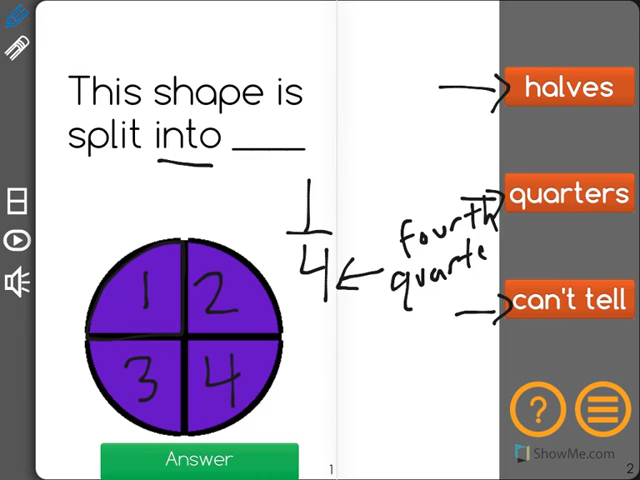 This shape is
split into ____
1
4
fourth
quarte
1 2
3 4
Answer
1
halves
quarters
can't tell
?
ShowMe.com
2